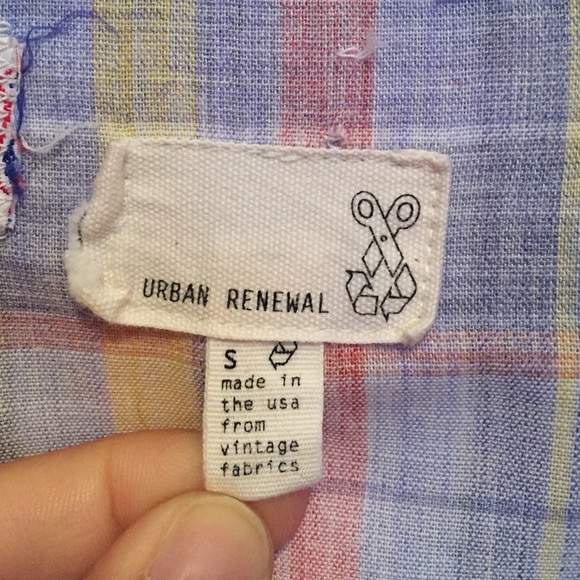 URBAN RENEWAL
S
made in
the usa
from
vintage
fabrics